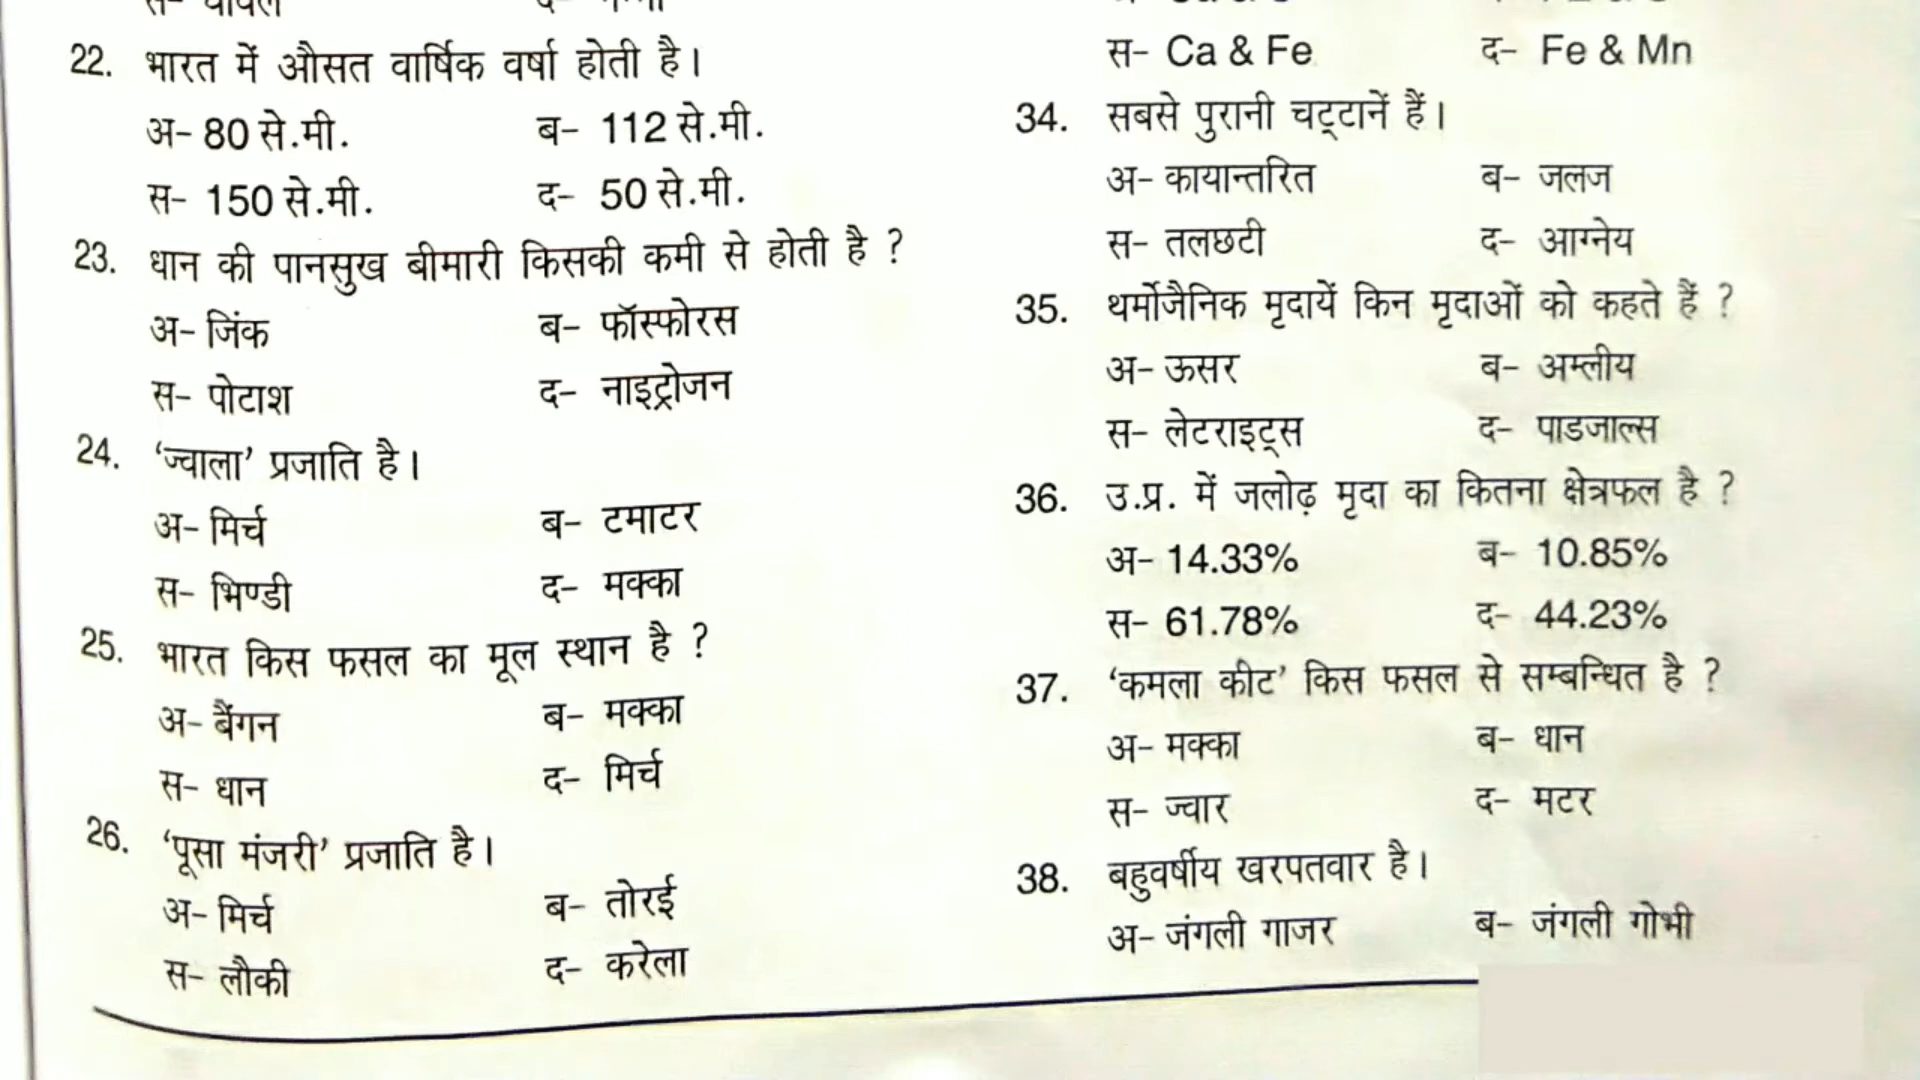 22. भारत में औसत वार्षिक वर्षा होती है।
अ- 80 से.मी. ब- 112 से.मी.
स- 150 से.मी. द- 50 से.मी.
23. धान की पानसुख बीमारी किसकी कमी से होती है ?
अ- जिंक ब- फॉस्फोरस
स- पोटाश द- नाइट्रोजन
24. ‘ज्वाला’ प्रजाति है।
अ- मिर्च ब- टमाटर
स- भिण्डी द- मक्का
25. भारत किस फसल का मूल स्थान है ?
अ- बैंगन ब- मक्का
स- धान द- मिर्च
26. ‘पूसा मंजरी’ प्रजाति है।
अ- मिर्च ब- तोरई
स- लौकी द- करेला
स- Ca & Fe द- Fe & Mn
34. सबसे पुरानी चट्टानें हैं।
अ- कायान्तरित ब- जलज
स- तलछटी द- आग्नेय
35. थर्मोजैनिक मृदायें किन मृदाओं को कहते हैं ?
अ- ऊसर ब- अम्लीय
स- लेटराइट्स द- पाडजाल्स
36. उ.प्र. में जलोढ़ मृदा का कितना क्षेत्रफल है ?
अ- 14.33% ब- 10.85%
स- 61.78% द- 44.23%
37. ‘कमला कीट’ किस फसल से सम्बन्धित है ?
अ- मक्का ब- धान
स- ज्वार द- मटर
38. बहुवर्षीय खरपतवार है।
अ- जंगली गाजर ब- जंगली गोभी